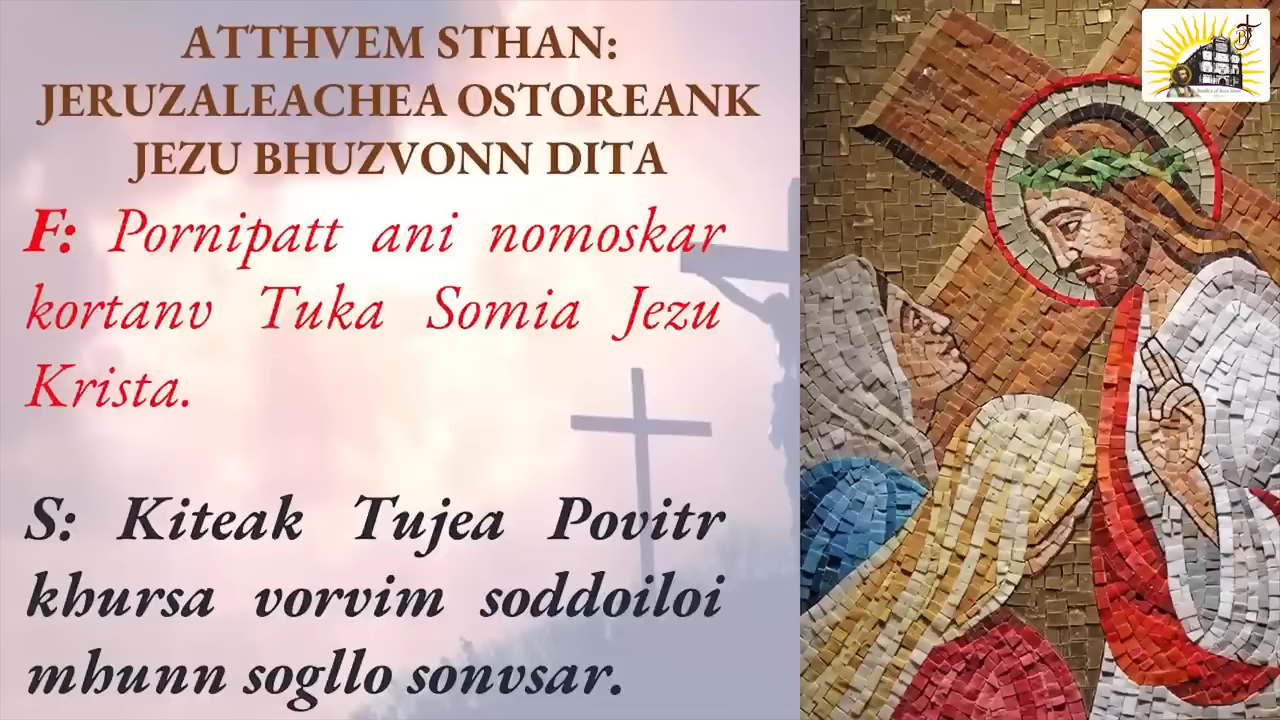 ATTHVEM STHAN:
JERUZALEACHEA OSTOREANK
JEZU BHUZVONN DITA
F: Pornipatt ani nomoskar
kortanv Tuka Somia Jezu
Krista.
S: Kiteak Tujea Povitr
khursa vorvim soddoiloi
mhunn sogllo sonvsar.